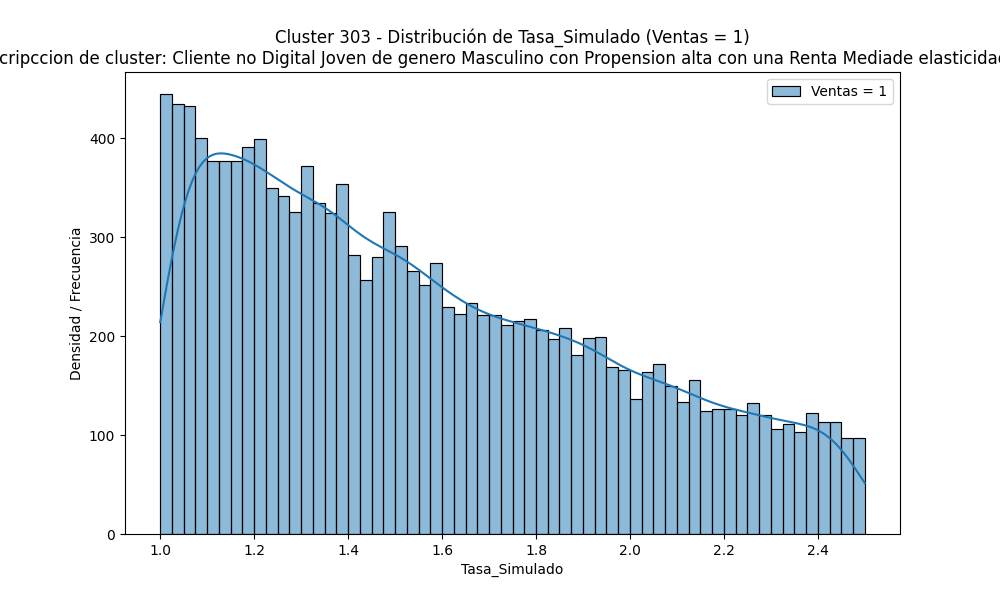 Cluster 303 - Distribución de Tasa_Simulado (Ventas = 1)
cripccion de cluster: Cliente no Digital Joven de genero Masculino con Propension alta con una Renta Mediade elasticida
Ventas = 1
Densidad / Frecuencia
400
300
200
100
0
1.0 1.2 1.4 1.6 1.8 2.0 2.2 2.4
Tasa_Simulado